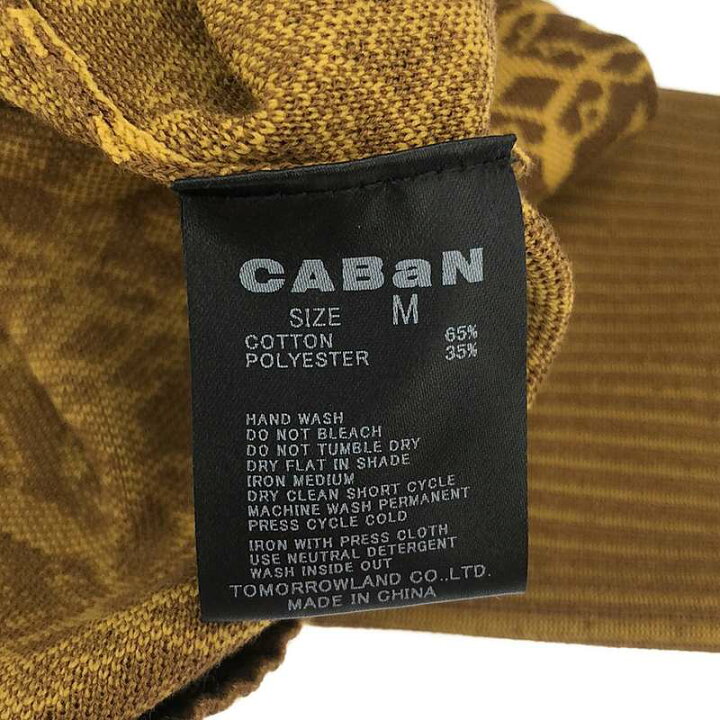 CABaN
SIZE M
COTTON 65%
POLYESTER 35%
HAND WASH
DO NOT BLEACH
DO NOT TUMBLE DRY
DRY FLAT IN SHADE
IRON MEDIUM
DRY CLEAN SHORT CYCLE
MACHINE WASH PERMANENT
PRESS CYCLE COLD
IRON WITH PRESS CLOTH
USE NEUTRAL DETERGENT
WASH INSIDE OUT
TOMORROWLAND CO.,LTD.
MADE IN CHINA